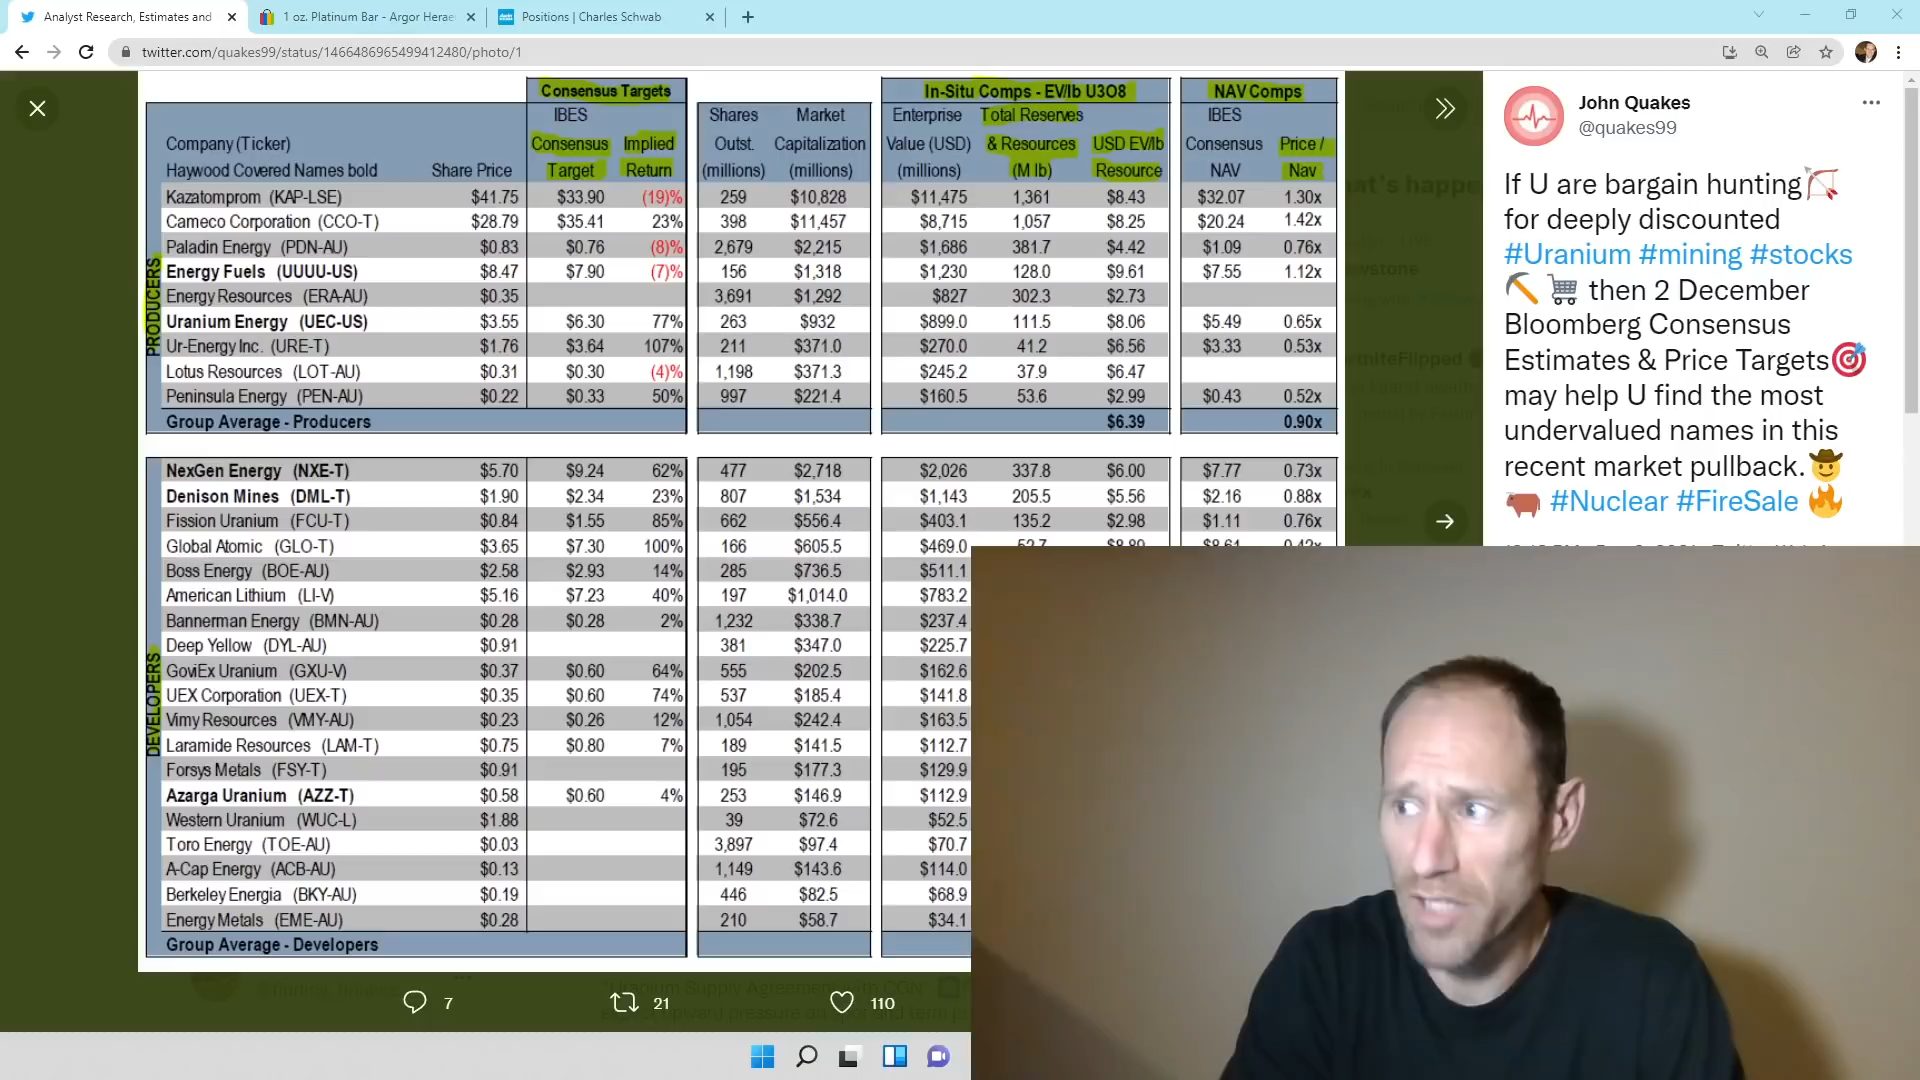 Analyst Research, Estimates and
1 oz. Platinum Bar - Argor Herae
Positions | Charles Schwab
twitter.com/quakes99/status/1466486965499412480/photo/1
Consensus Targets
In-Situ Comps - EV/lb U3O8
NAV Comps
IBES Shares Market Enterprise Total Reserves IBES
Company (Ticker) Consensus Implied Outst. Capitalization Value (USD) & Resources USD EV/lb Consensus Price /
Haywood Covered Names bold Share Price Target Return (millions) (millions) (millions) (M lb) Resource NAV Nav
PRODUCERS
Kazatomprom (KAP-LSE) $41.75 $33.90 (19)% 259 $10,828 $11,475 1,361 $8.43 $32.07 1.30x
Cameco Corporation (CCO-T) $28.79 $35.41 23% 398 $11,457 $8,715 1,057 $8.25 $20.24 1.42x
Paladin Energy (PDN-AU) $0.83 $0.76 (8)% 2,679 $2,215 $1,686 381.7 $4.42 $1.09 0.76x
Energy Fuels (UUUU-US) $8.47 $7.90 (7)% 156 $1,318 $1,230 128.0 $9.61 $7.55 1.12x
Energy Resources (ERA-AU) $0.35 3,691 $1,292 $827 302.3 $2.73
Uranium Energy (UEC-US) $3.55 $6.30 77% 263 $932 $899.0 111.5 $8.06 $5.49 0.65x
Ur-Energy Inc. (URE-T) $1.76 $3.64 107% 211 $371.0 $270.0 41.2 $6.56 $3.33 0.53x
Lotus Resources (LOT-AU) $0.31 $0.30 (4)% 1,198 $371.3 $245.2 37.9 $6.47
Peninsula Energy (PEN-AU) $0.22 $0.33 50% 997 $221.4 $160.5 53.6 $2.99 $0.43 0.52x
Group Average - Producers $6.39 0.90x
DEVELOPERS
NexGen Energy (NXE-T) $5.70 $9.24 62% 477 $2,718 $2,026 337.8 $6.00 $7.77 0.73x
Denison Mines (DML-T) $1.90 $2.34 23% 807 $1,534 $1,143 205.5 $5.56 $2.16 0.88x
Fission Uranium (FCU-T) $0.84 $1.55 85% 662 $556.4 $403.1 135.2 $2.98 $1.11 0.76x
Global Atomic (GLO-T) $3.65 $7.30 100% 166 $605.5 $469.0
Boss Energy (BOE-AU) $2.58 $2.93 14% 285 $736.5 $511.1
American Lithium (LI-V) $5.16 $7.23 40% 197 $1,014.0 $783.2
Bannerman Energy (BMN-AU) $0.28 $0.28 2% 1,232 $338.7 $237.4
Deep Yellow (DYL-AU) $0.91 381 $347.0 $225.7
GoviEx Uranium (GXU-V) $0.37 $0.60 64% 555 $202.5 $162.6
UEX Corporation (UEX-T) $0.35 $0.60 74% 537 $185.4 $141.8
Vimy Resources (VMY-AU) $0.23 $0.26 12% 1,054 $242.4 $163.5
Laramide Resources (LAM-T) $0.75 $0.80 7% 189 $141.5 $112.7
Forsys Metals (FSY-T) $0.91 195 $177.3 $129.9
Azarga Uranium (AZZ-T) $0.58 $0.60 4% 253 $146.9 $112.9
Western Uranium (WUC-L) $1.88 39 $72.6 $52.5
Toro Energy (TOE-AU) $0.03 3,897 $97.4 $70.7
A-Cap Energy (ACB-AU) $0.13 1,149 $143.6 $114.0
Berkeley Energia (BKY-AU) $0.19 446 $82.5 $68.9
Energy Metals (EME-AU) $0.28 210 $58.7 $34.1
Group Average - Developers
7 21 110
John Quakes
@quakes99
If U are bargain hunting🏹
for deeply discounted
#Uranium #mining #stocks
⛏️🛒 then 2 December
Bloomberg Consensus
Estimates & Price Targets🎯
may help U find the most
undervalued names in this
recent market pullback.🤠
🐂 #Nuclear #FireSale 🔥